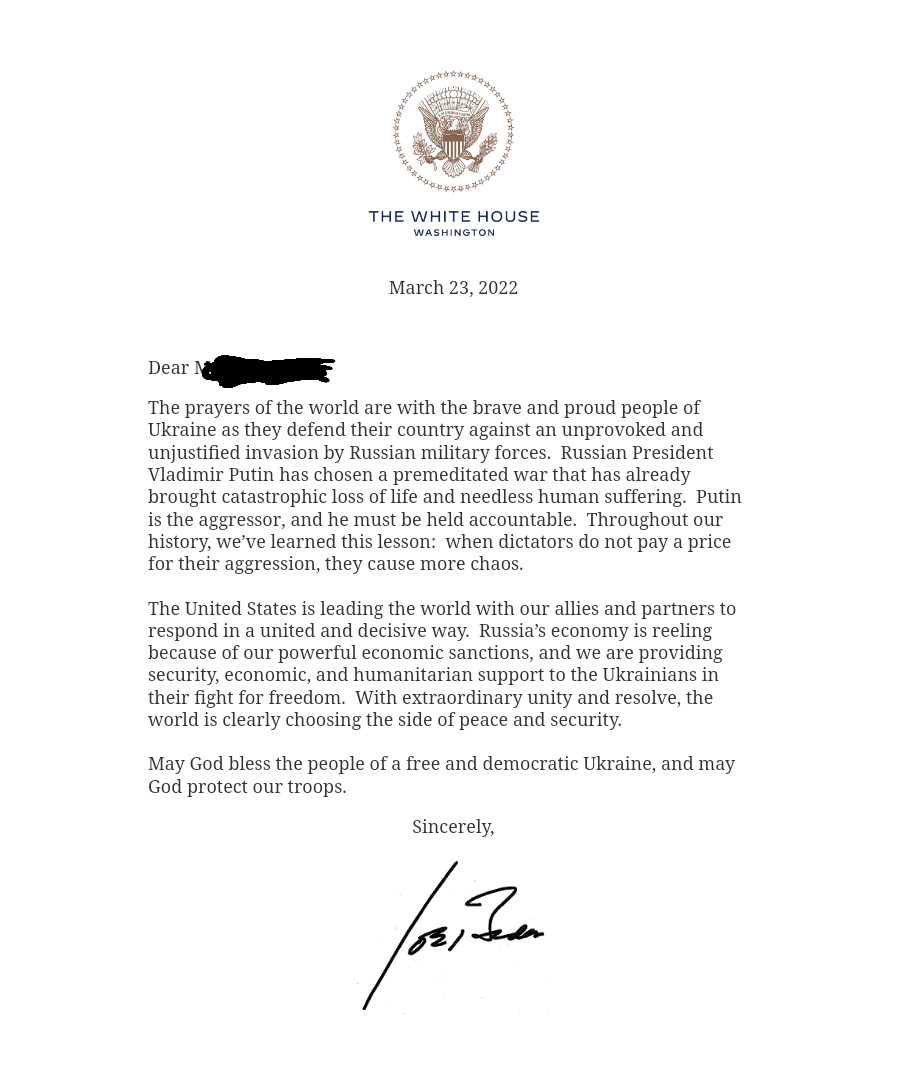 THE WHITE HOUSE
WASHINGTON
March 23, 2022
Dear M
The prayers of the world are with the brave and proud people of
Ukraine as they defend their country against an unprovoked and
unjustified invasion by Russian military forces.  Russian President
Vladimir Putin has chosen a premeditated war that has already
brought catastrophic loss of life and needless human suffering.  Putin
is the aggressor, and he must be held accountable.  Throughout our
history, we’ve learned this lesson:  when dictators do not pay a price
for their aggression, they cause more chaos.
The United States is leading the world with our allies and partners to
respond in a united and decisive way.  Russia’s economy is reeling
because of our powerful economic sanctions, and we are providing
security, economic, and humanitarian support to the Ukrainians in
their fight for freedom.  With extraordinary unity and resolve, the
world is clearly choosing the side of peace and security.
May God bless the people of a free and democratic Ukraine, and may
God protect our troops.
Sincerely,